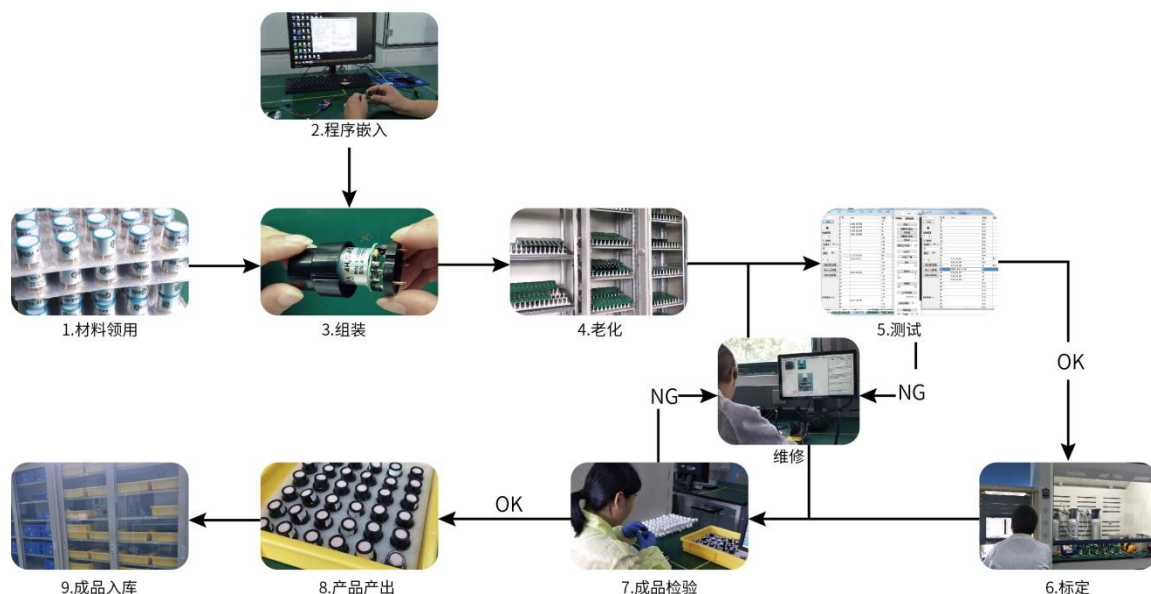 2.程序嵌入
1.材料领用
3.组装
4.老化
5.测试
OK
NG
NG
维修
OK
9.成品入库
8.产品产出
7.成品检验
6.标定